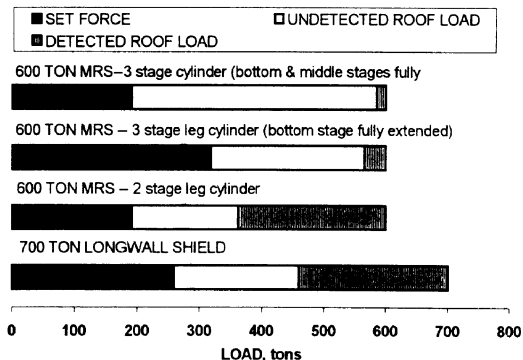 SET FORCE UNDETECTED ROOF LOAD
DETECTED ROOF LOAD
600 TON MRS–3 stage cylinder (bottom & middle stages fully
600 TON MRS – 3 stage leg cylinder (bottom stage fully extended)
600 TON MRS – 2 stage leg cylinder
700 TON LONGWALL SHIELD
0 100 200 300 400 500 600 700 800
LOAD, tons